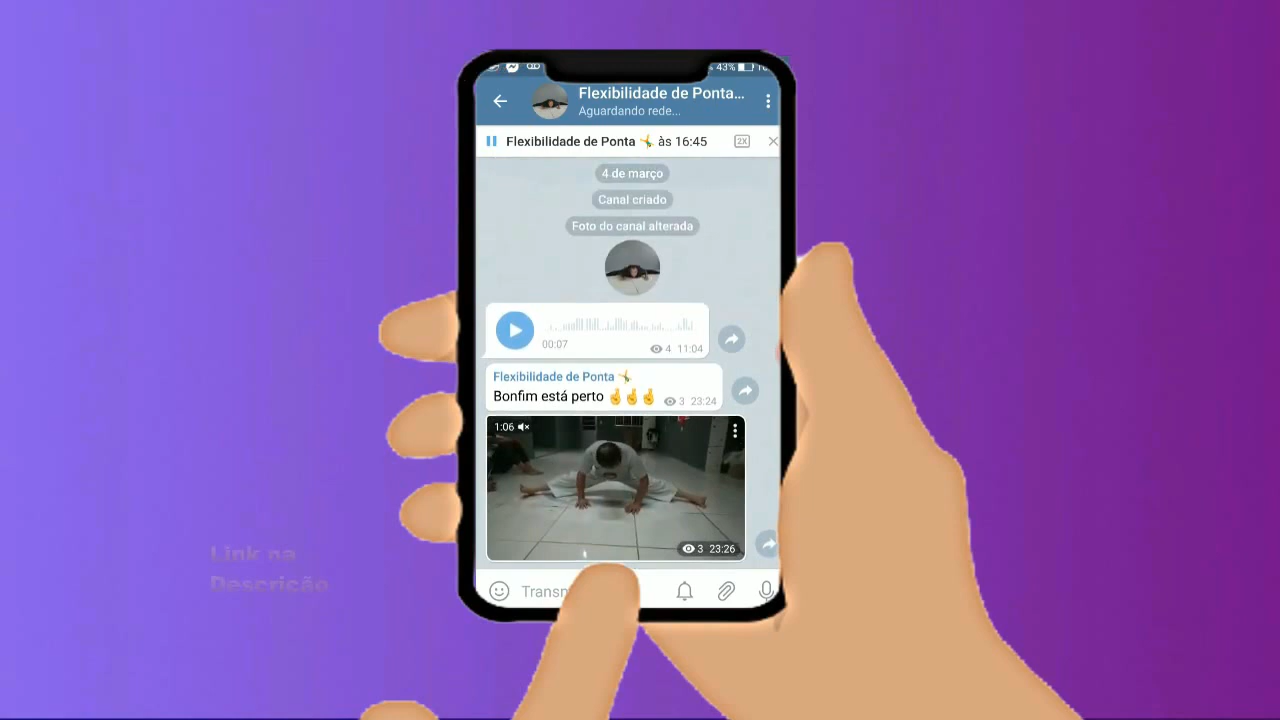 43%
Flexibilidade de Ponta...
Aguardando rede...
Flexibilidade de Ponta 🤸 às 16:45
2X
4 de março
Canal criado
Foto do canal alterada
00:07
4 11:04
Flexibilidade de Ponta 🤸
Bonfim está perto 🤞🤞🤞
3 23:24
1:06
3 23:26
Link na
Descrição